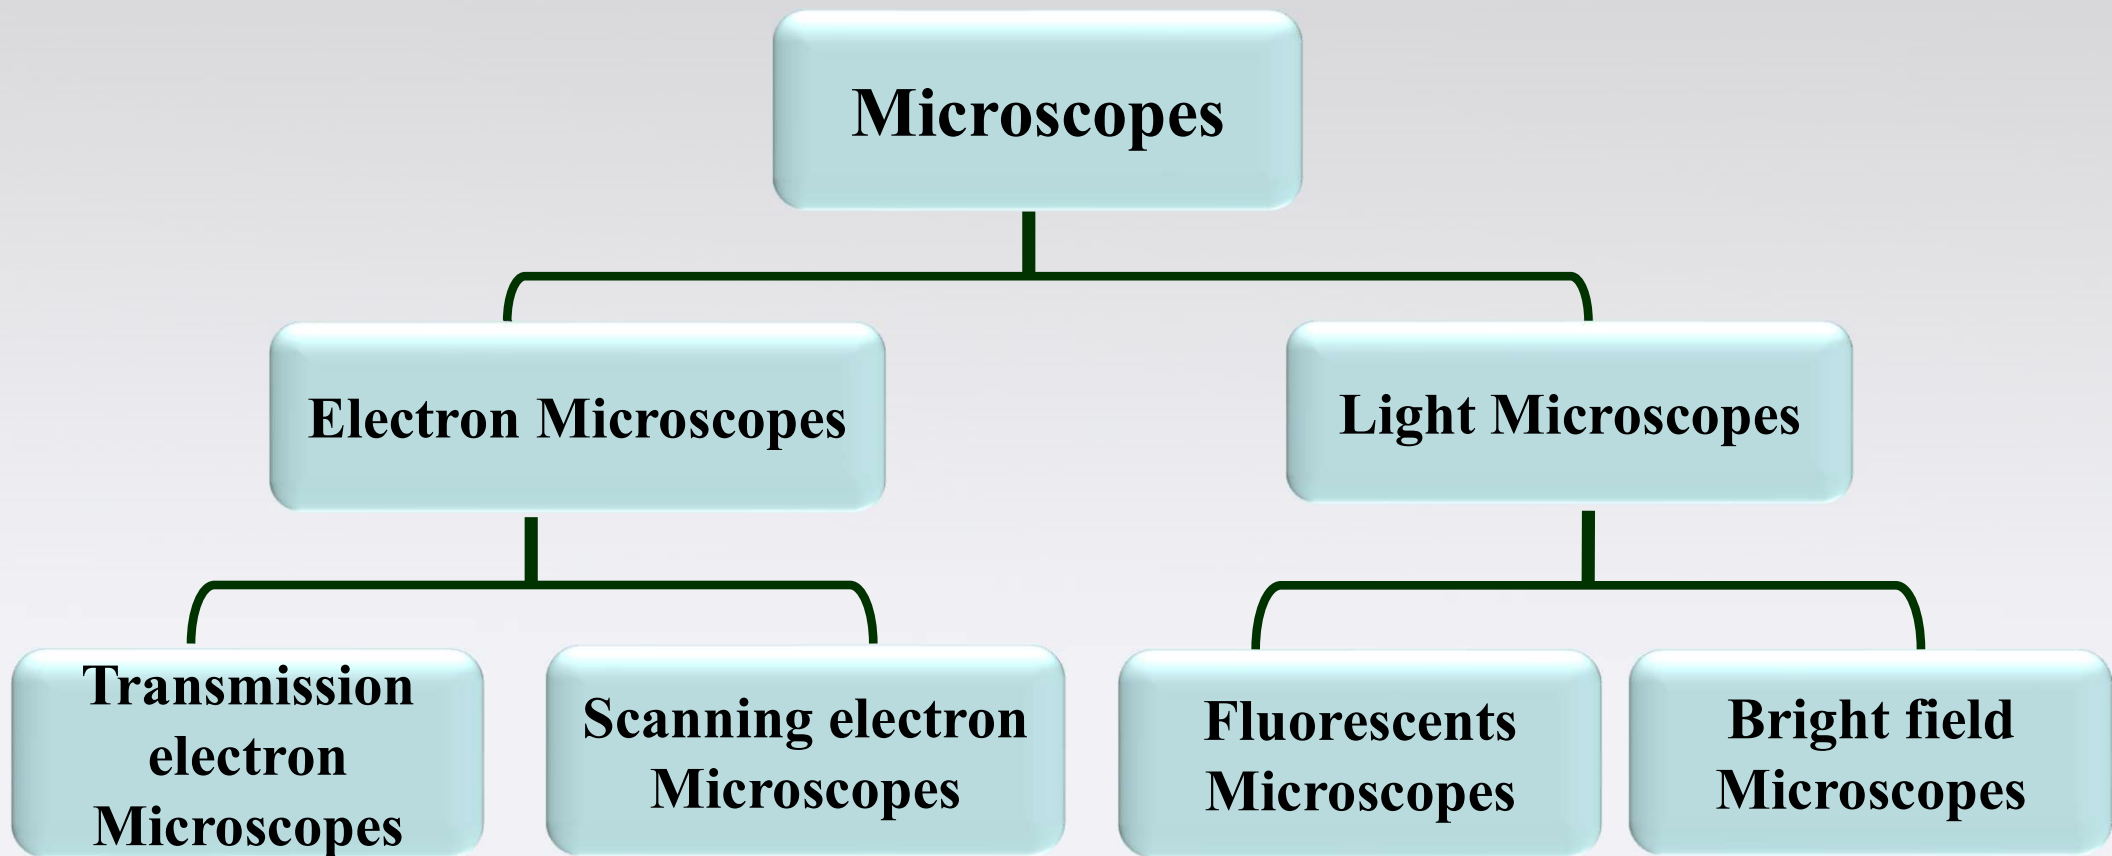 Microscopes
Electron Microscopes
Light Microscopes
Transmission
electron
Microscopes
Scanning electron
Microscopes
Fluorescents
Microscopes
Bright field
Microscopes